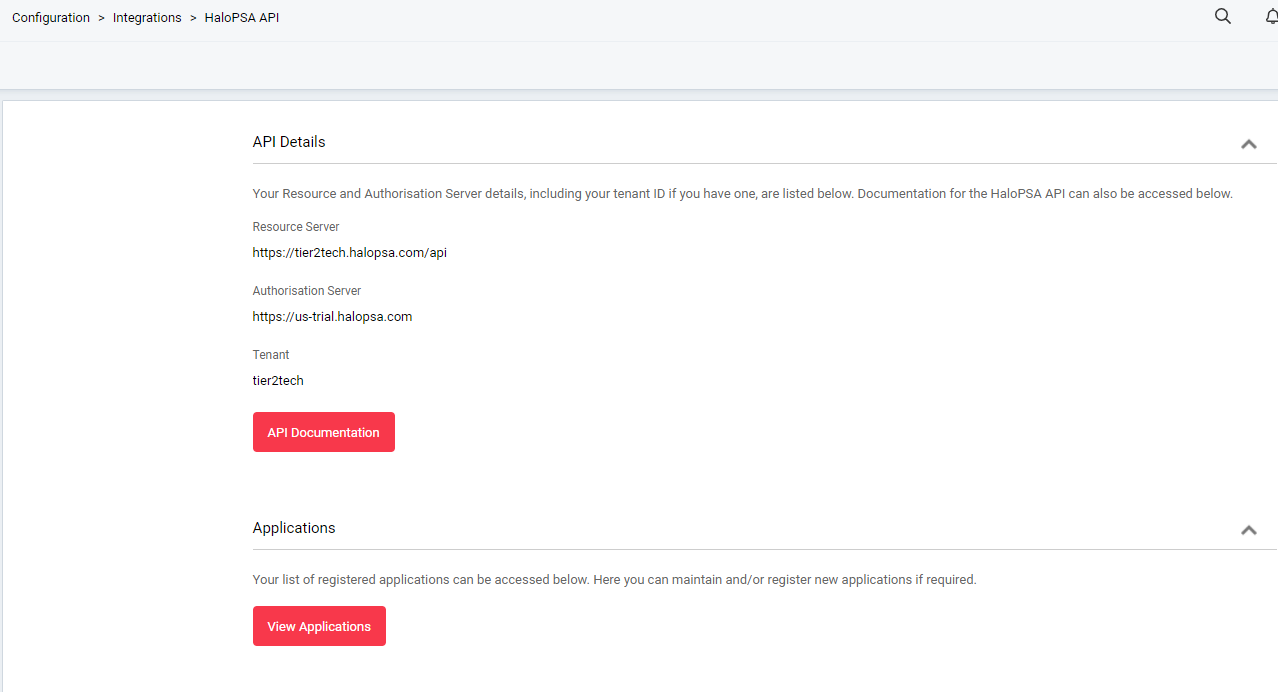 Configuration > Integrations > HaloPSA API
API Details
Your Resource and Authorisation Server details, including your tenant ID if you have one, are listed below. Documentation for the HaloPSA API can also be accessed below.
Resource Server
https://tier2tech.halopsa.com/api
Authorisation Server
https://us-trial.halopsa.com
Tenant
tier2tech
API Documentation
Applications
Your list of registered applications can be accessed below. Here you can maintain and/or register new applications if required.
View Applications